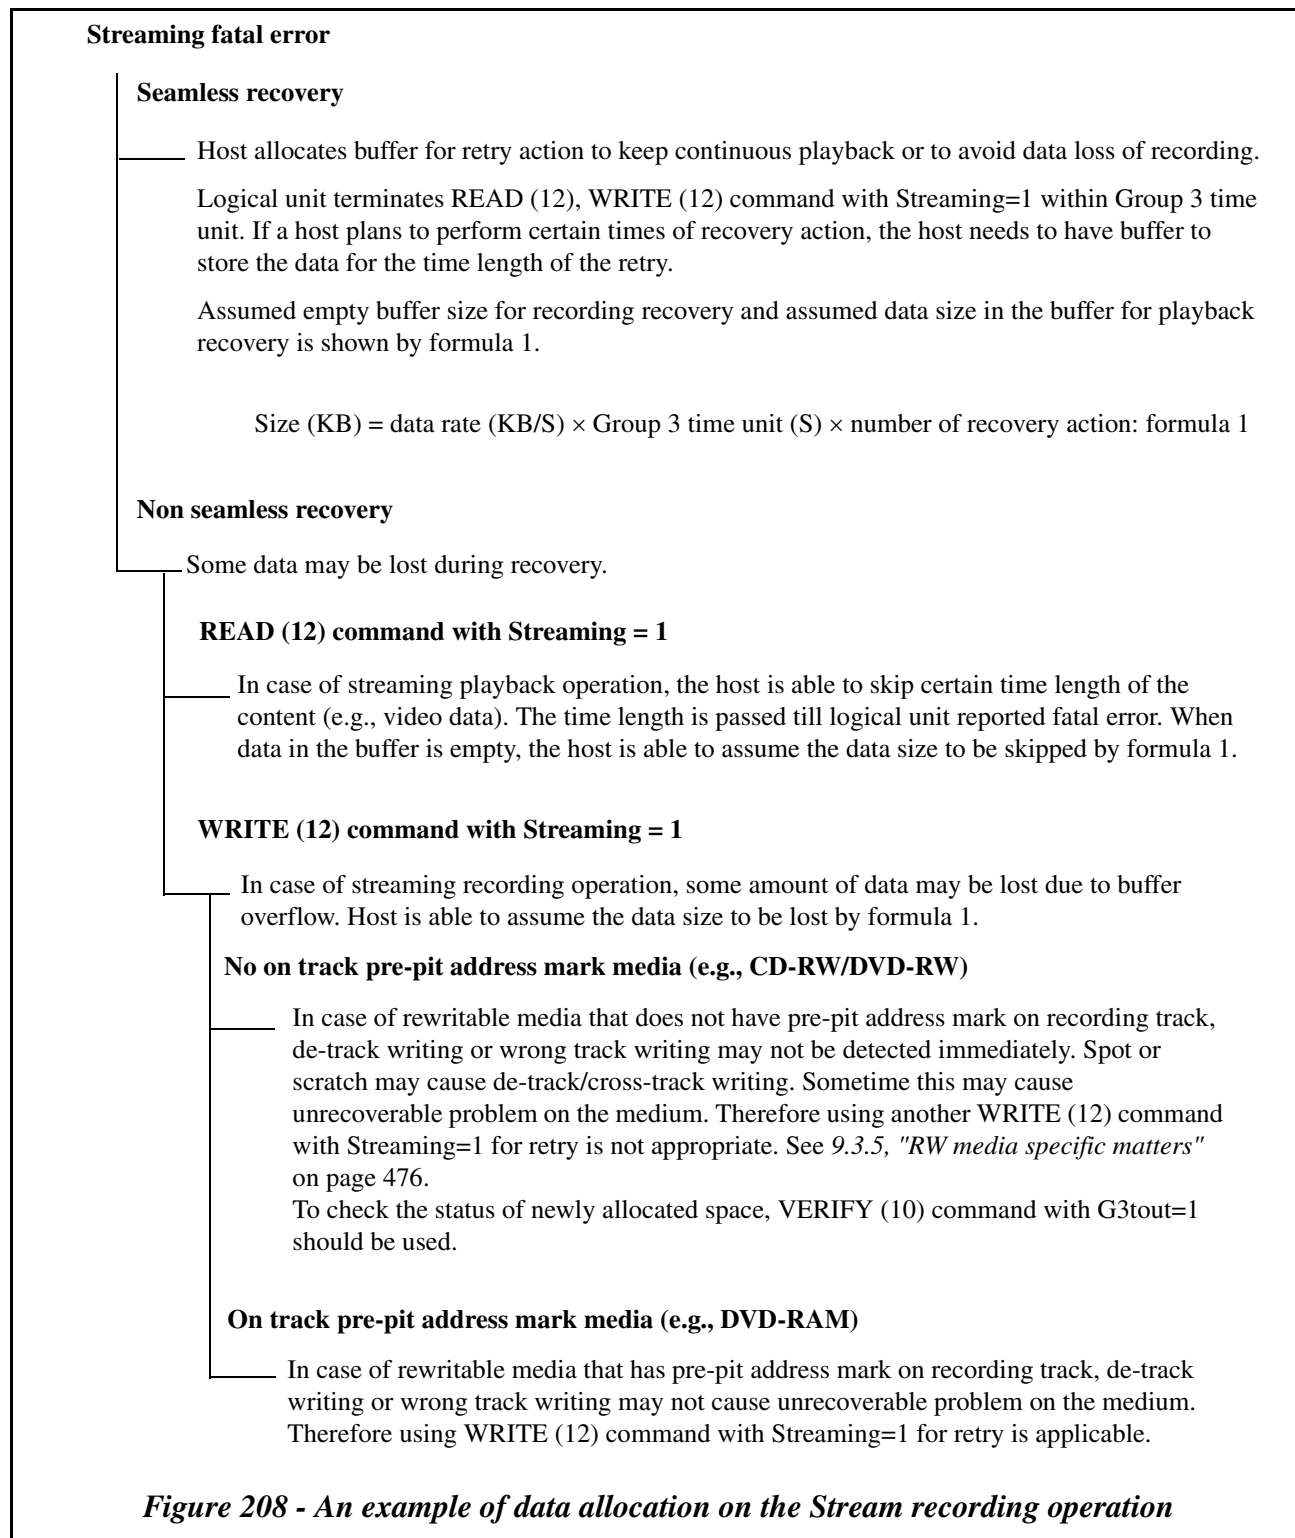 Streaming fatal error
Seamless recovery
Host allocates buffer for retry action to keep continuous playback or to avoid data loss of recording.
Logical unit terminates READ (12), WRITE (12) command with Streaming=1 within Group 3 time
unit. If a host plans to perform certain times of recovery action, the host needs to have buffer to
store the data for the time length of the retry.
Assumed empty buffer size for recording recovery and assumed data size in the buffer for playback
recovery is shown by formula 1.
Size (KB) = data rate (KB/S) × Group 3 time unit (S) × number of recovery action: formula 1
Non seamless recovery
Some data may be lost during recovery.
READ (12) command with Streaming = 1
In case of streaming playback operation, the host is able to skip certain time length of the
content (e.g., video data). The time length is passed till logical unit reported fatal error. When
data in the buffer is empty, the host is able to assume the data size to be skipped by formula 1.
WRITE (12) command with Streaming = 1
In case of streaming recording operation, some amount of data may be lost due to buffer
overflow. Host is able to assume the data size to be lost by formula 1.
No on track pre-pit address mark media (e.g., CD-RW/DVD-RW)
In case of rewritable media that does not have pre-pit address mark on recording track,
de-track writing or wrong track writing may not be detected immediately. Spot or
scratch may cause de-track/cross-track writing. Sometime this may cause
unrecoverable problem on the medium. Therefore using another WRITE (12) command
with Streaming=1 for retry is not appropriate. See 9.3.5, "RW media specific matters"
on page 476.
To check the status of newly allocated space, VERIFY (10) command with G3tout=1
should be used.
On track pre-pit address mark media (e.g., DVD-RAM)
In case of rewritable media that has pre-pit address mark on recording track, de-track
writing or wrong track writing may not cause unrecoverable problem on the medium.
Therefore using WRITE (12) command with Streaming=1 for retry is applicable.
Figure 208 - An example of data allocation on the Stream recording operation